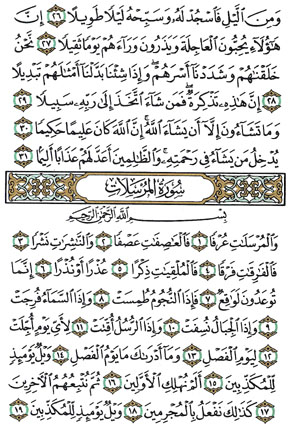 وَمِنَ ٱلَّيْلِ فَٱسْجُدْ لَهُۥ وَسَبِّحْهُ لَيْلًا طَوِيلًا ٢٦ إِنَّ
هَٰٓؤُلَآءِ يُحِبُّونَ ٱلْعَاجِلَةَ وَيَذَرُونَ وَرَآءَهُمْ يَوْمًا ثَقِيلًا ٢٧ نَّحْنُ
خَلَقْنَٰهُمْ وَشَدَدْنَآ أَسْرَهُمْ وَإِذَا شِئْنَا بَدَّلْنَآ أَمْثَٰلَهُمْ تَبْدِيلًا
٢٨ إِنَّ هَٰذِهِۦ تَذْكِرَةٌ فَمَن شَآءَ ٱتَّخَذَ إِلَىٰ رَبِّهِۦ سَبِيلًا ٢٩
وَمَا تَشَآءُونَ إِلَّآ أَن يَشَآءَ ٱللَّهُ إِنَّ ٱللَّهَ كَانَ عَلِيمًا حَكِيمًا ٣٠
يُدْخِلُ مَن يَشَآءُ فِى رَحْمَتِهِۦ وَٱلظَّٰلِمِينَ أَعَدَّ لَهُمْ عَذَابًا أَلِيمًۢا ٣١
سُورَةُ المُرْسَلَات
بِسْمِ ٱللَّهِ ٱلرَّحْمَٰنِ ٱلرَّحِيمِ
وَٱلْمُرْسَلَٰتِ عُرْفًا ١ فَٱلْعَٰصِفَٰتِ عَصْفًا ٢ وَٱلنَّٰشِرَٰتِ نَشْرًا ٣
فَٱلْفَٰرِقَٰتِ فَرْقًا ٤ فَٱلْمُلْقِيَٰتِ ذِكْرًا ٥ عُذْرًا أَوْ نُذْرًا ٦ إِنَّمَا
تُوعَدُونَ لَوَٰقِعٌ ٧ فَإِذَا ٱلنُّجُومُ طُمِسَتْ ٨ وَإِذَا ٱلسَّمَآءُ فُرِجَتْ
٩ وَإِذَا ٱلْجِبَالُ نُسِفَتْ ١٠ وَإِذَا ٱلرُّسُلُ أُقِّتَتْ ١١ لِأَىِّ يَوْمٍ أُجِّلَتْ
١٢ لِيَوْمِ ٱلْفَصْلِ ١٣ وَمَآ أَدْرَىٰكَ مَا يَوْمُ ٱلْفَصْلِ ١٤ وَيْلٌ يَوْمَئِذٍ
لِّلْمُكَذِّبِينَ ١٥ أَلَمْ نُهْلِكِ ٱلْأَوَّلِينَ ١٦ ثُمَّ نُتْبِعُهُمُ ٱلْءَاخِرِينَ
١٧ كَذَٰلِكَ نَفْعَلُ بِٱلْمُجْرِمِينَ ١٨ وَيْلٌ يَوْمَئِذٍ لِّلْمُكَذِّبِينَ ١٩